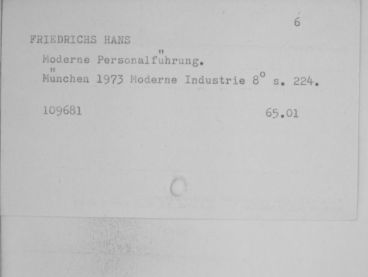 6
FRIEDRICHS HANS
Moderne Personalführung.
München 1973 Moderne Industrie 8° s. 224.
109681 65.01